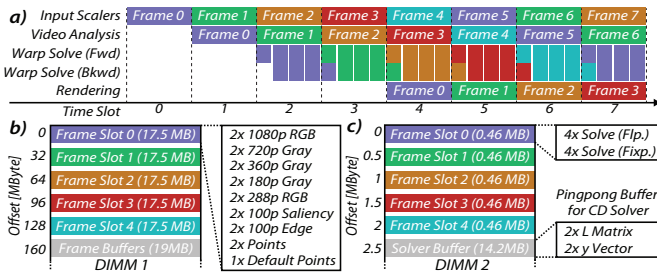 a)
Input Scalers Frame 0 Frame 1 Frame 2 Frame 3 Frame 4 Frame 5 Frame 6 Frame 7
Video Analysis Frame 0 Frame 1 Frame 2 Frame 3 Frame 4 Frame 5 Frame 6
Warp Solve (Fwd)
Warp Solve (Bkwd)
Rendering Frame 0 Frame 1 Frame 2 Frame 3
Time Slot 0 1 2 3 4 5 6 7
b)
Offset [MByte]
0 Frame Slot 0 (17.5 MB)
32 Frame Slot 1 (17.5 MB)
64 Frame Slot 2 (17.5 MB)
96 Frame Slot 3 (17.5 MB)
128 Frame Slot 4 (17.5 MB)
160 Frame Buffers (19MB)
DIMM 1
2x 1080p RGB
2x 720p Gray
2x 360p Gray
2x 180p Gray
2x 288p RGB
2x 100p Saliency
2x 100p Edge
2x Points
1x Default Points
c)
Offset [MByte]
0 Frame Slot 0 (0.46 MB)
0.5 Frame Slot 1 (0.46 MB)
1 Frame Slot 2 (0.46 MB)
1.5 Frame Slot 3 (0.46 MB)
2 Frame Slot 4 (0.46 MB)
2.5 Solver Buffer (14.2MB)
DIMM 2
4x Solve (Flp.)
4x Solve (Fixp.)
Pingpong Buffer
for CD Solver
2x L Matrix
2x y Vector